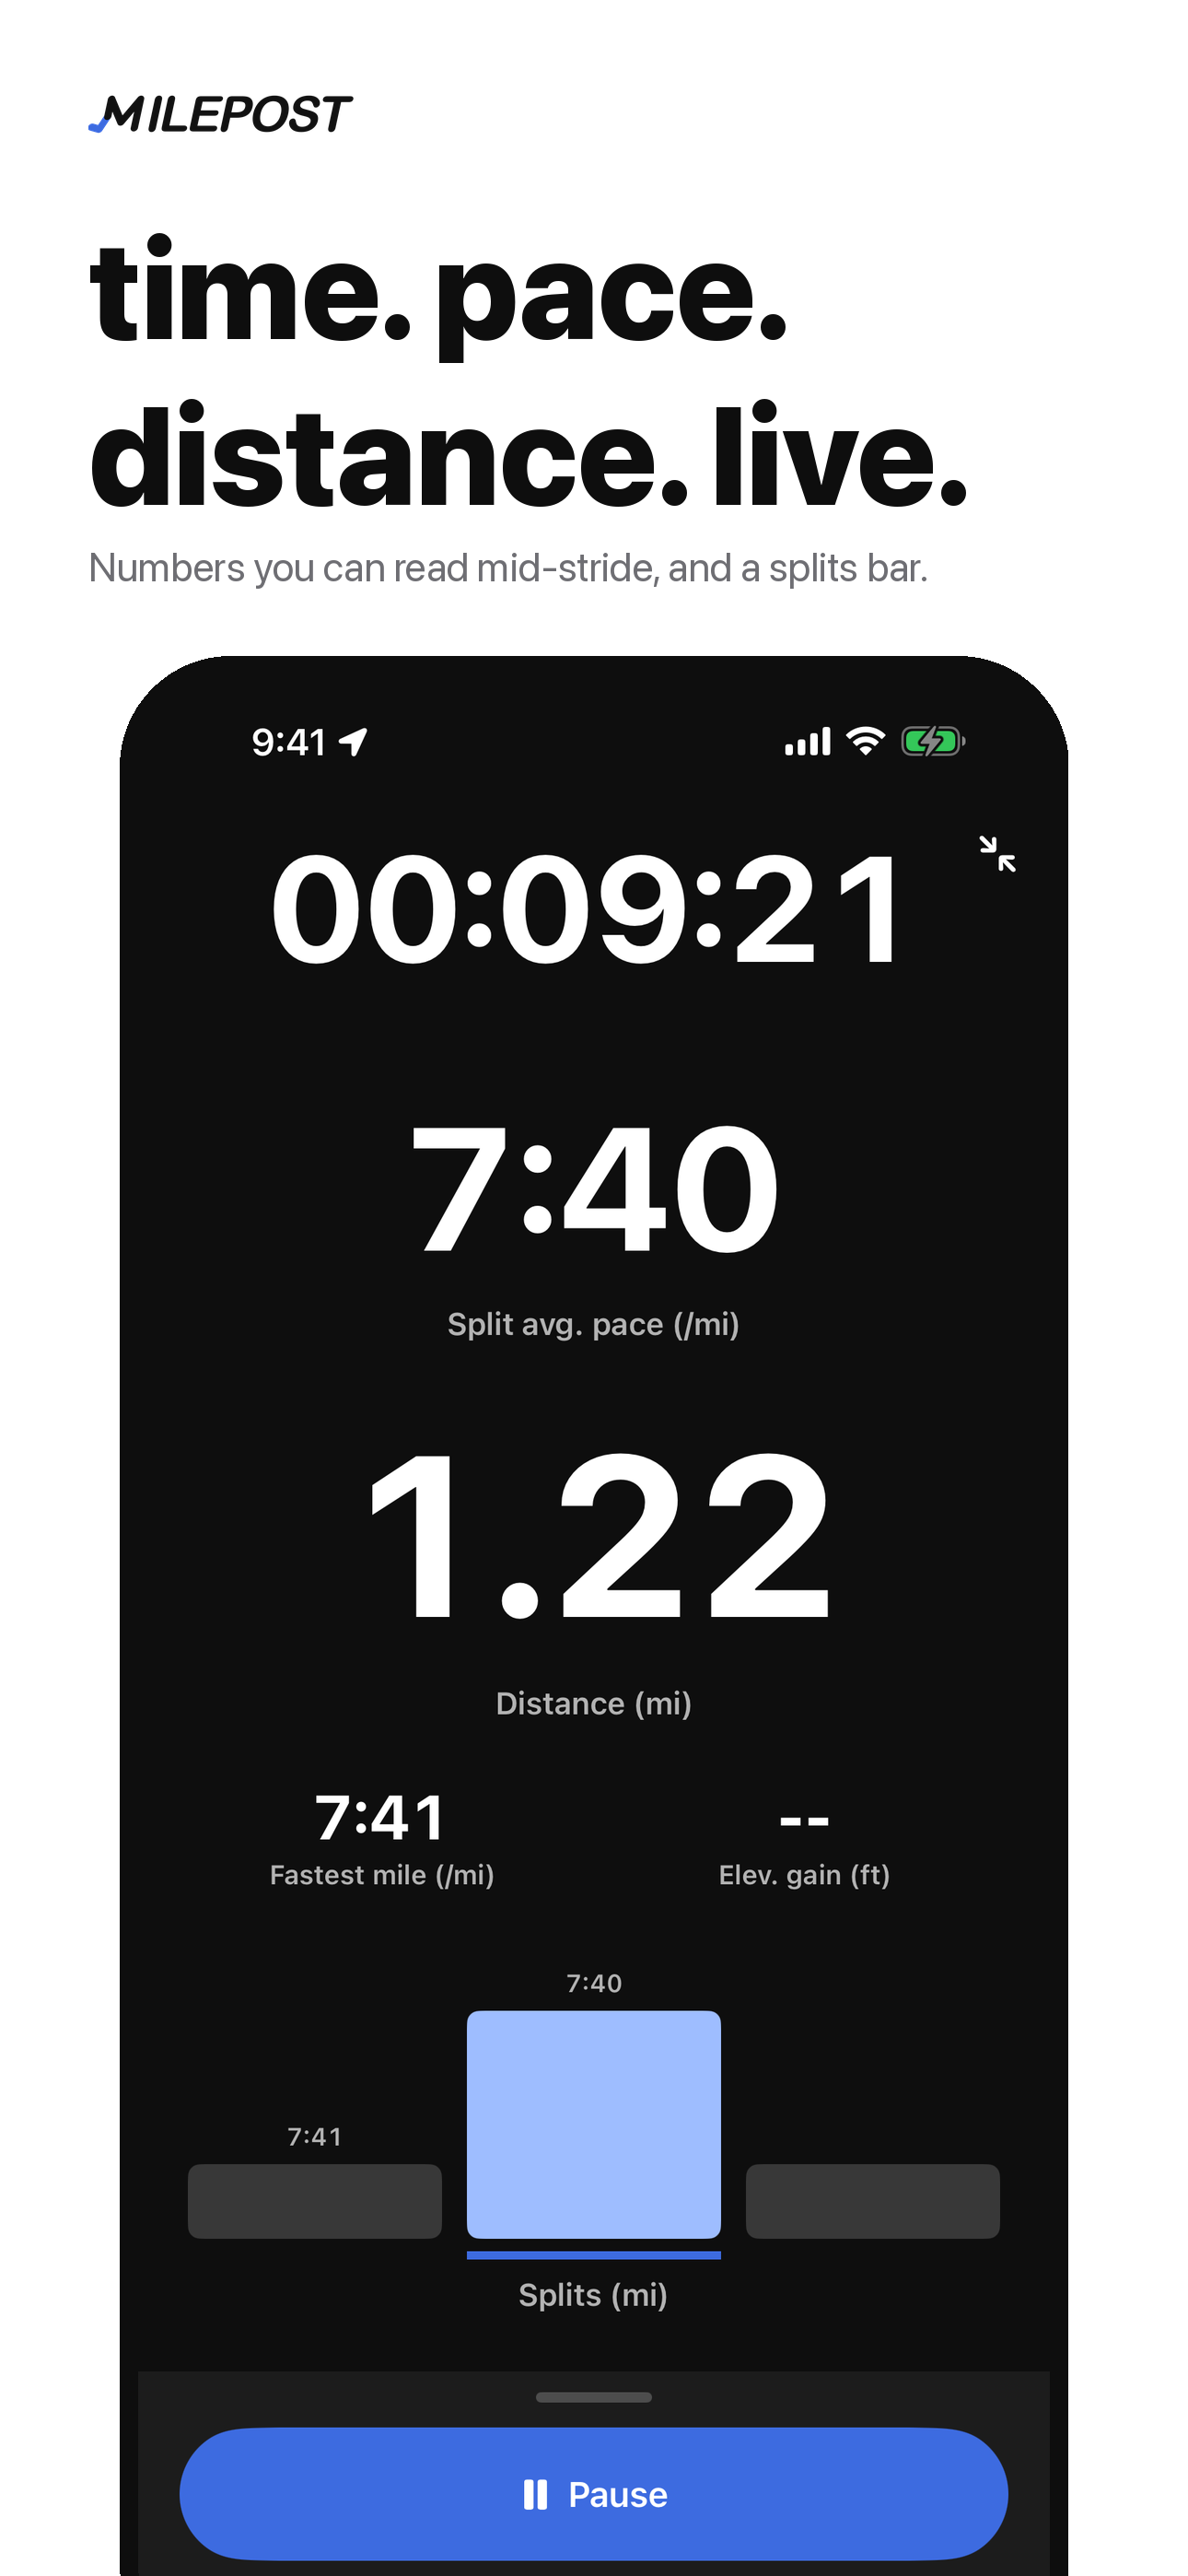 MILEPOST
time. pace.
distance. live.
Numbers you can read mid-stride, and a splits bar.
9:41
00:09:21
7:40
Split avg. pace (/mi)
1.22
Distance (mi)
7:41 --
Fastest mile (/mi) Elev. gain (ft)
7:40
7:41
Splits (mi)
Pause